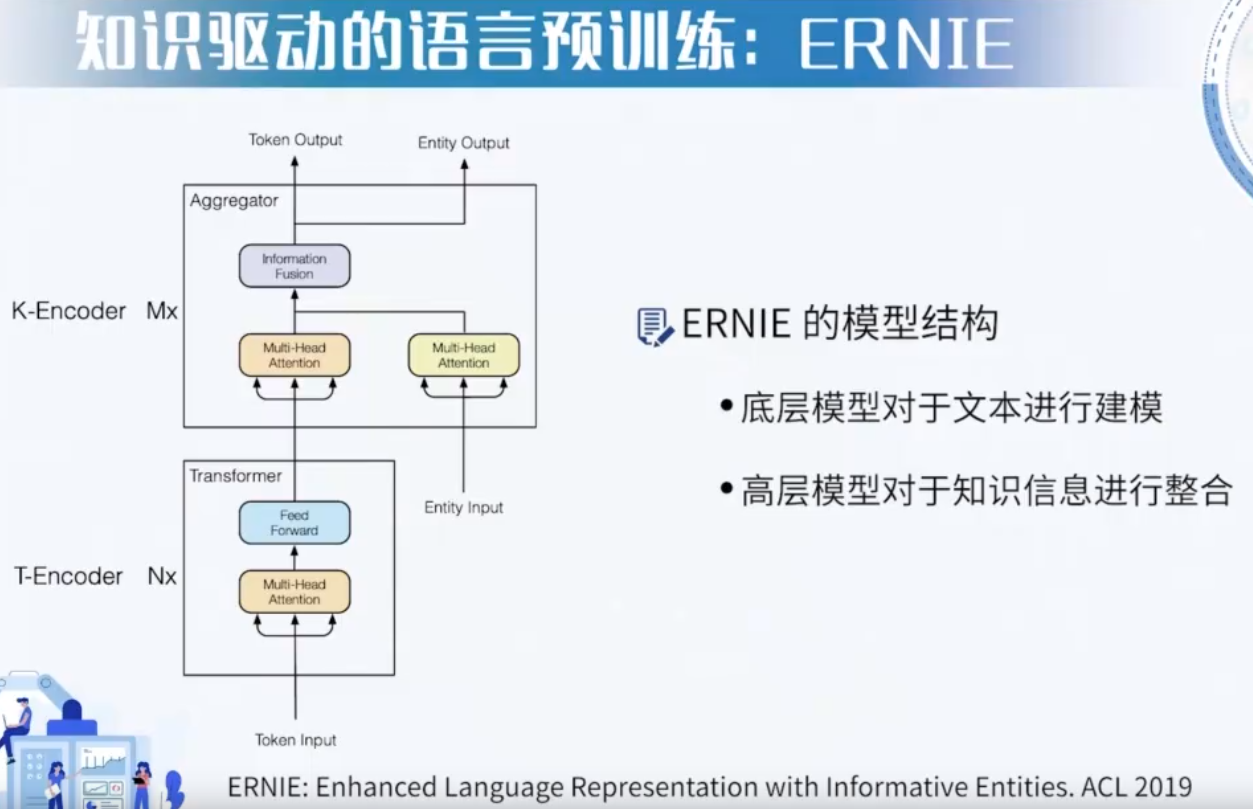 知识驱动的语言预训练：ERNIE
Token Output
Entity Output
Aggregator
Information
Fusion
K-Encoder Mx
Multi-Head
Attention
Multi-Head
Attention
Transformer
Feed
Forward
Entity Input
T-Encoder Nx
Multi-Head
Attention
Token Input
ERNIE 的模型结构
•底层模型对于文本进行建模
•高层模型对于知识信息进行整合
ERNIE: Enhanced Language Representation with Informative Entities. ACL 2019